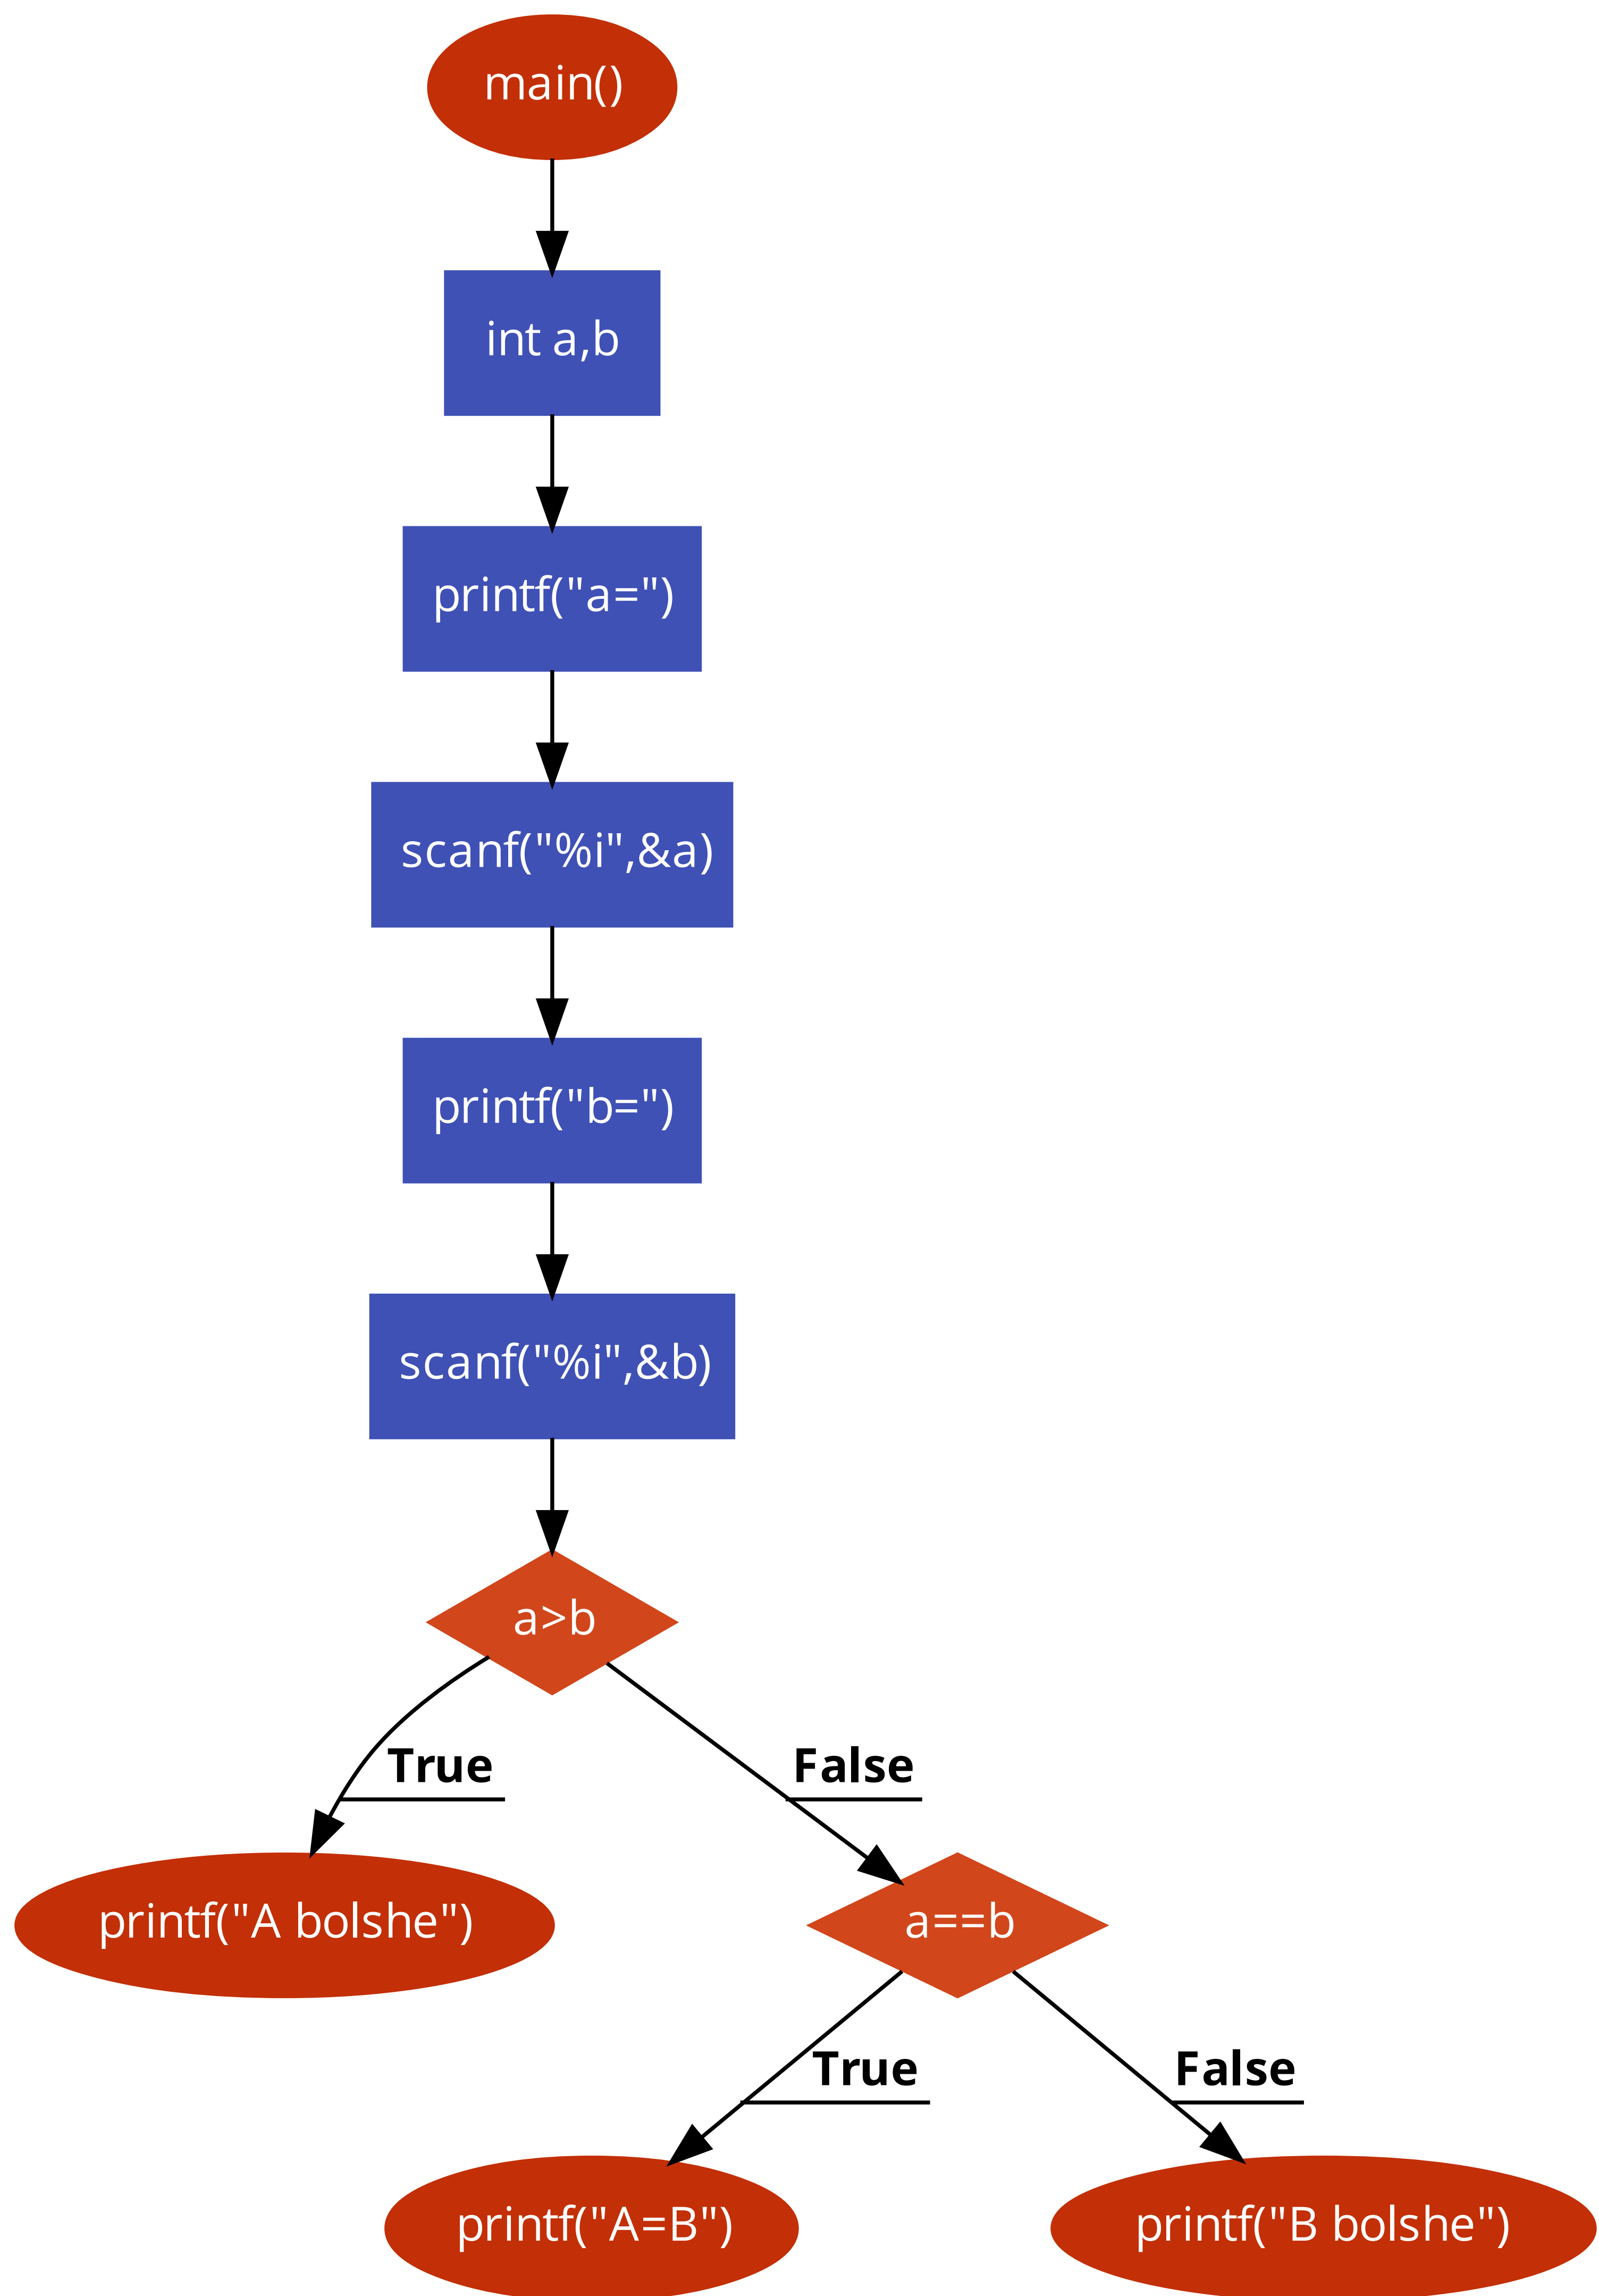 main()
int a,b
printf("a=")
scanf("%i",&a)
printf("b=")
scanf("%i",&b)
a>b
True
False
printf("A bolshe")
a==b
True
False
printf("A=B")
printf("B bolshe")